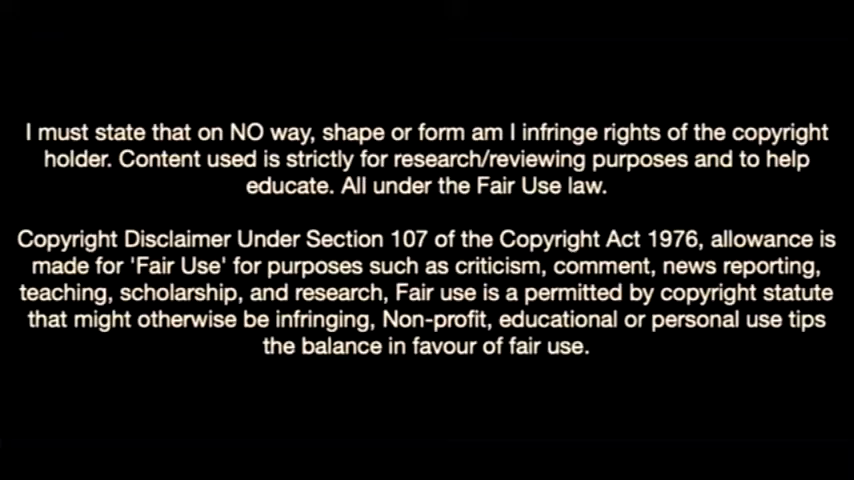 I must state that on NO way, shape or form am I infringe rights of the copyright
holder. Content used is strictly for research/reviewing purposes and to help
educate. All under the Fair Use law.
Copyright Disclaimer Under Section 107 of the Copyright Act 1976, allowance is
made for 'Fair Use' for purposes such as criticism, comment, news reporting,
teaching, scholarship, and research, Fair use is a permitted by copyright statute
that might otherwise be infringing, Non-profit, educational or personal use tips
the balance in favour of fair use.